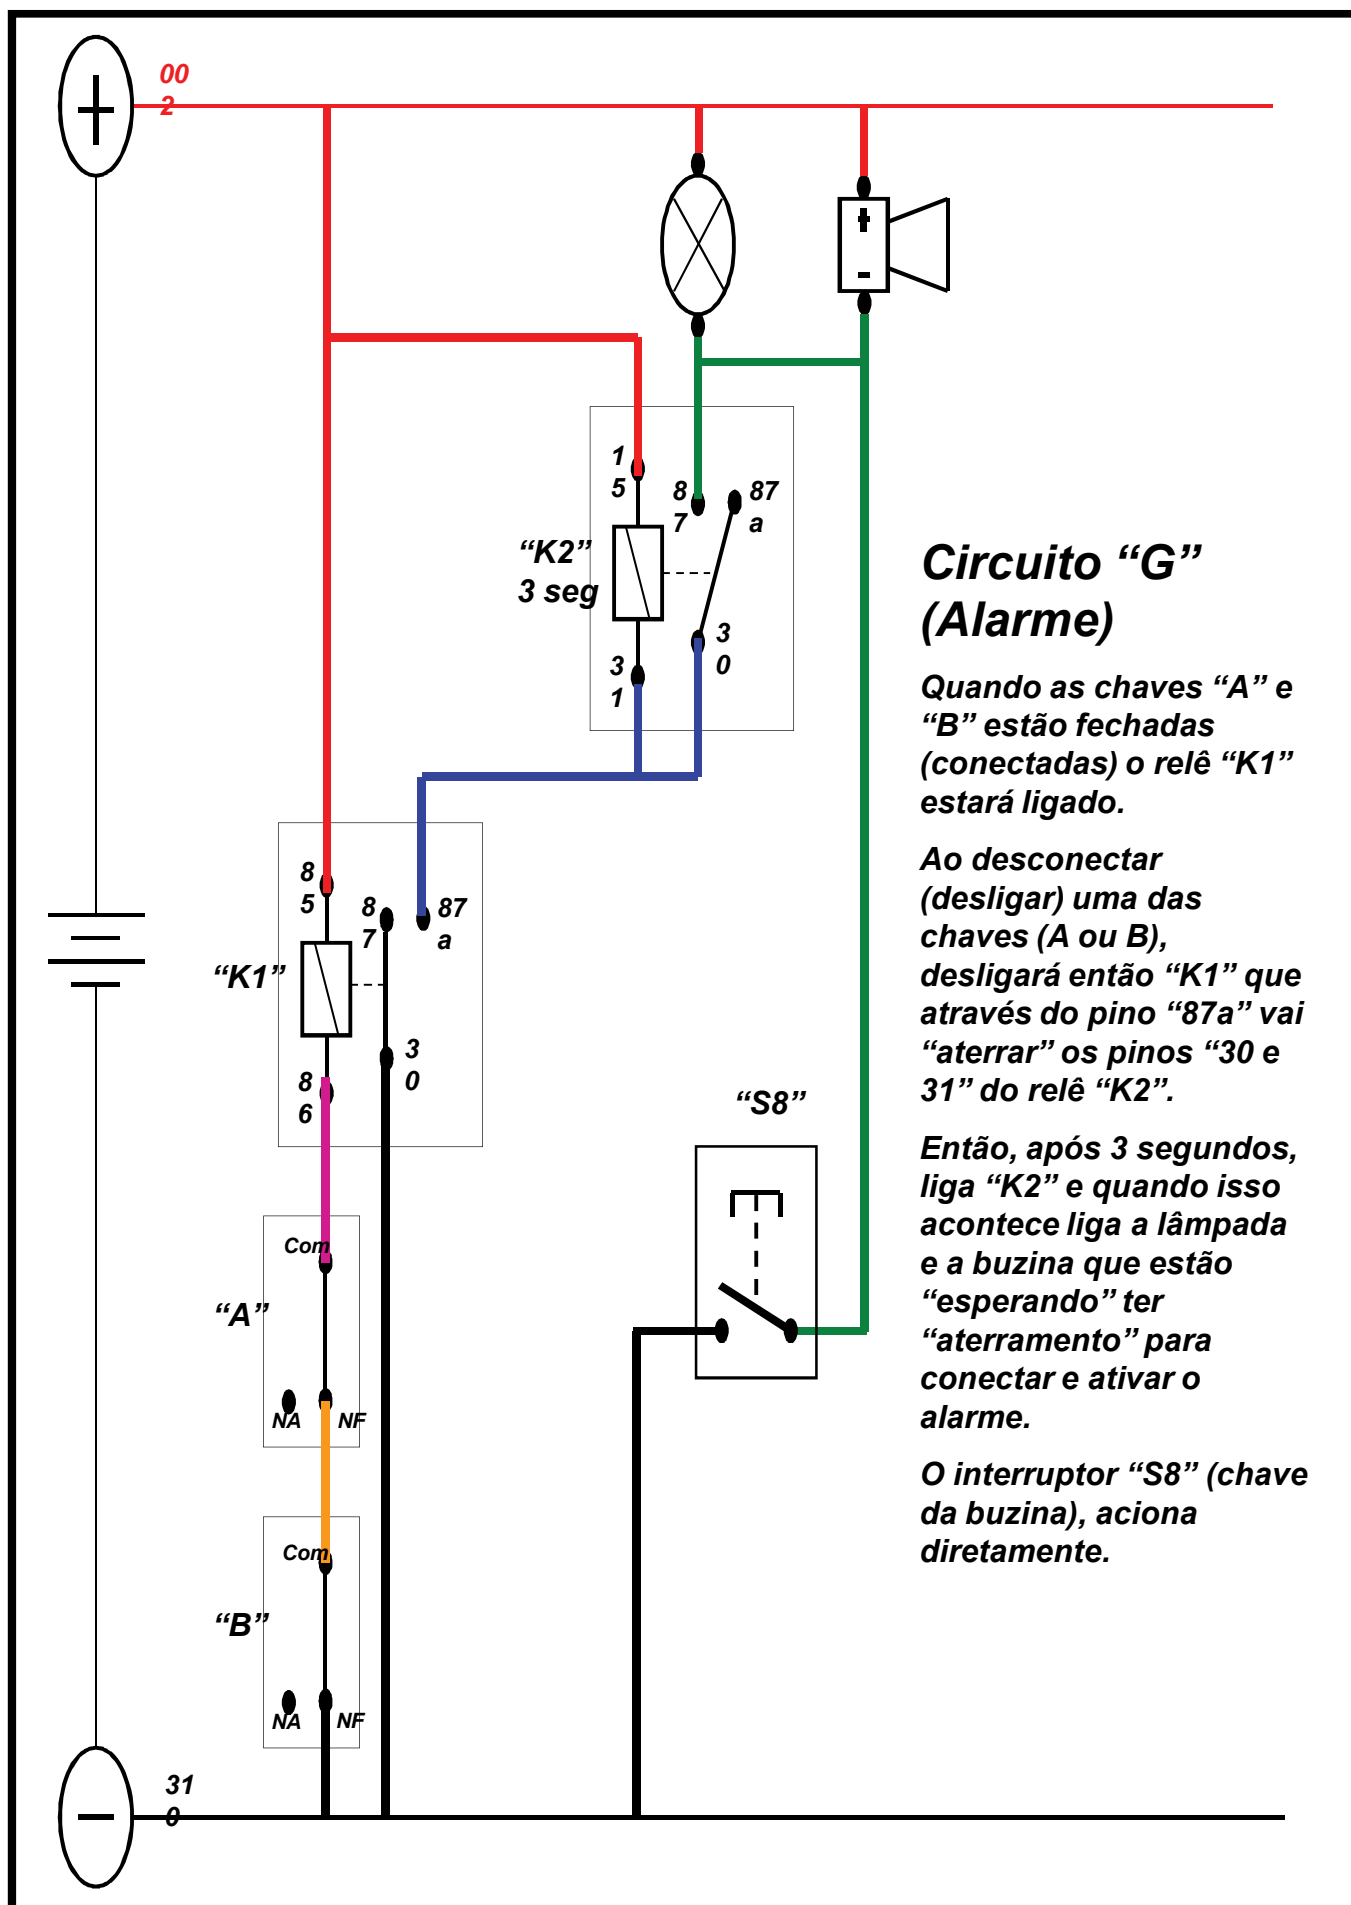 00
2
1
5
8
7
87
a
“K2”
3 seg
3
0
3
1
8
5
8
7
87
a
“K1”
3
0
8
6
Com
“A”
NA
NF
Com
“B”
NA
NF
31
0
“S8”
Circuito “G”
(Alarme)
Quando as chaves “A” e
“B” estão fechadas
(conectadas) o relê “K1”
estará ligado.
Ao desconectar
(desligar) uma das
chaves (A ou B),
desligará então “K1” que
através do pino “87a” vai
“aterrar” os pinos “30 e
31” do relê “K2”.
Então, após 3 segundos,
liga “K2” e quando isso
acontece liga a lâmpada
e a buzina que estão
“esperando” ter
“aterramento” para
conectar e ativar o
alarme.
O interruptor “S8” (chave
da buzina), aciona
diretamente.